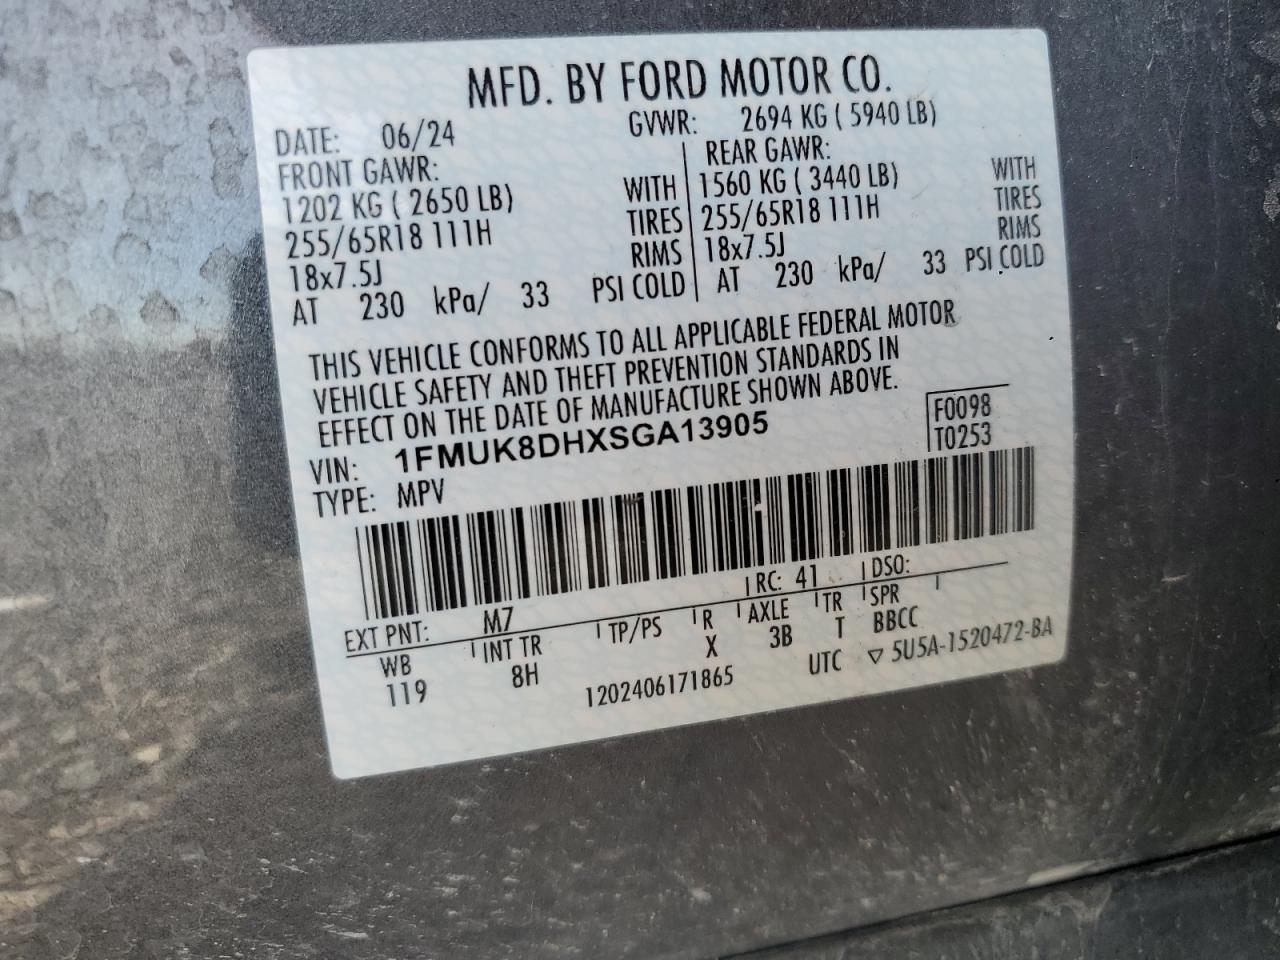 MFD. BY FORD MOTOR CO.
DATE: 06/24 GVWR: 2694 KG ( 5940 LB)
FRONT GAWR: REAR GAWR:
1202 KG ( 2650 LB) WITH 1560 KG ( 3440 LB) WITH
255/65R18 111H TIRES 255/65R18 111H TIRES
18x7.5J RIMS 18x7.5J RIMS
AT 230 kPa/ 33 PSI COLD AT 230 kPa/ 33 PSI COLD
THIS VEHICLE CONFORMS TO ALL APPLICABLE FEDERAL MOTOR
VEHICLE SAFETY AND THEFT PREVENTION STANDARDS IN
EFFECT ON THE DATE OF MANUFACTURE SHOWN ABOVE.
VIN: 1FMUK8DHXSGA13905 F0098
TYPE: MPV T0253
EXT PNT: M7 RC: 41 DSO:
WB INT TR TP/PS R AXLE TR SPR
119 8H X 3B T BBCC
1202406171865 UTC ▽ 5U5A-1520472-BA